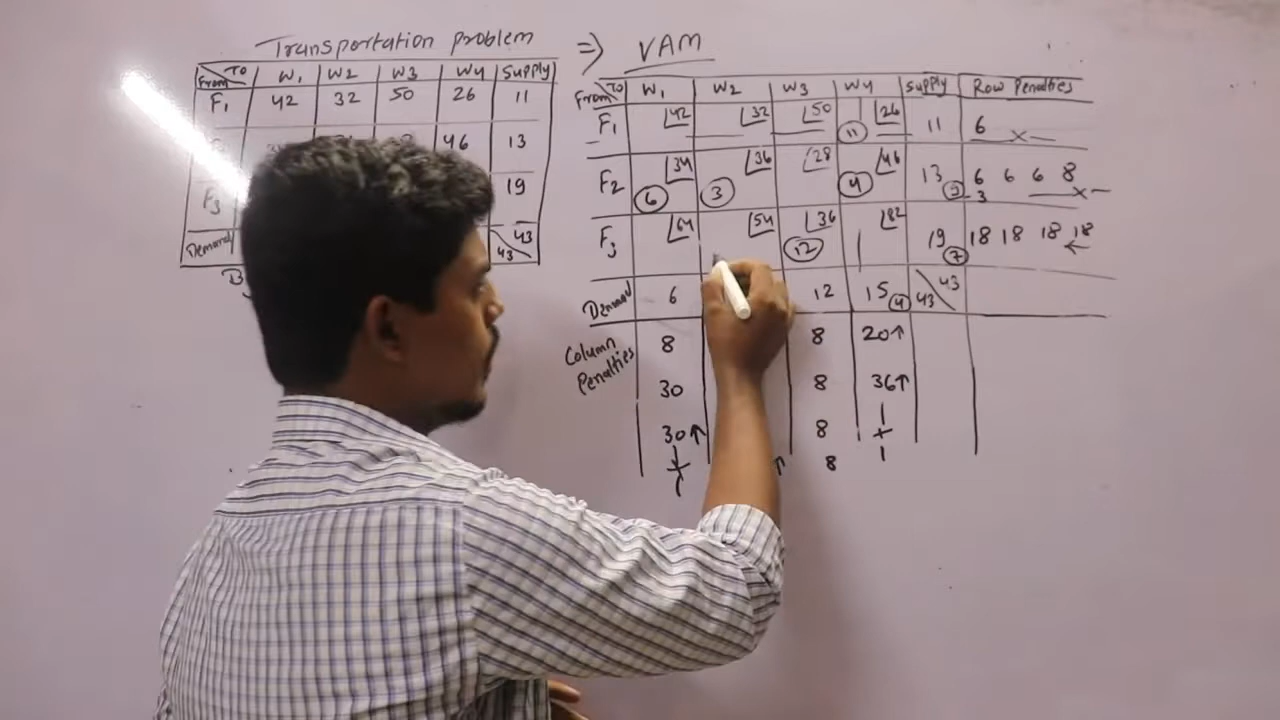 Transportation problem => VAM
From To W1 W2 W3 W4 Supply
F1 42 32 50 26 11
46 13
F3 19
Demand 43 43
From To W1 W2 W3 W4 Supply Row Penalties
F1 42 32 50 11 26 11 6 x
F2 34 36 28 46 13 9 6 6 6 8 x
6 3 4 3
F3 64 54 36 82 19 7 18 18 18 18 ←
12
Demand 6 12 15 4 43 43
Column Penalties 8 8 20↑
30 8 36↑
30↑ 8
8